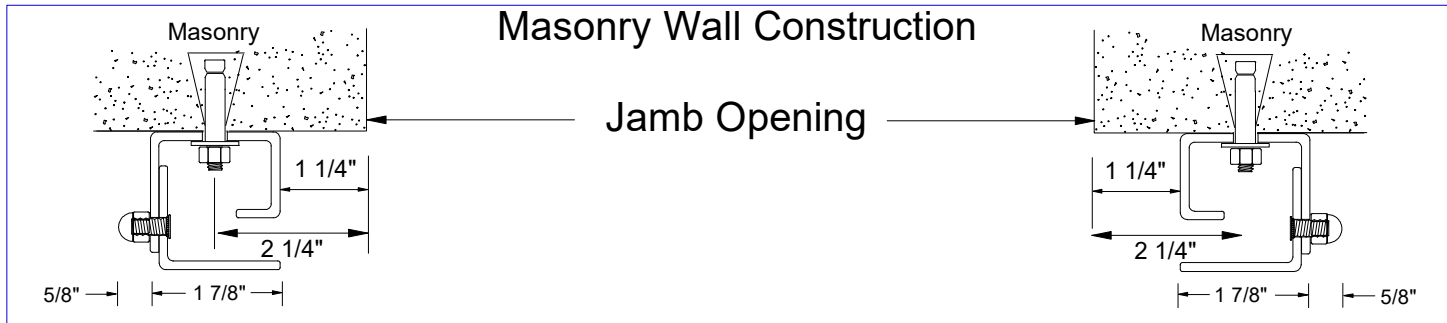 Masonry Wall Construction
Masonry
Masonry
Jamb Opening
1 1/4"
1 1/4"
2 1/4"
2 1/4"
5/8"
1 7/8"
1 7/8"
5/8"